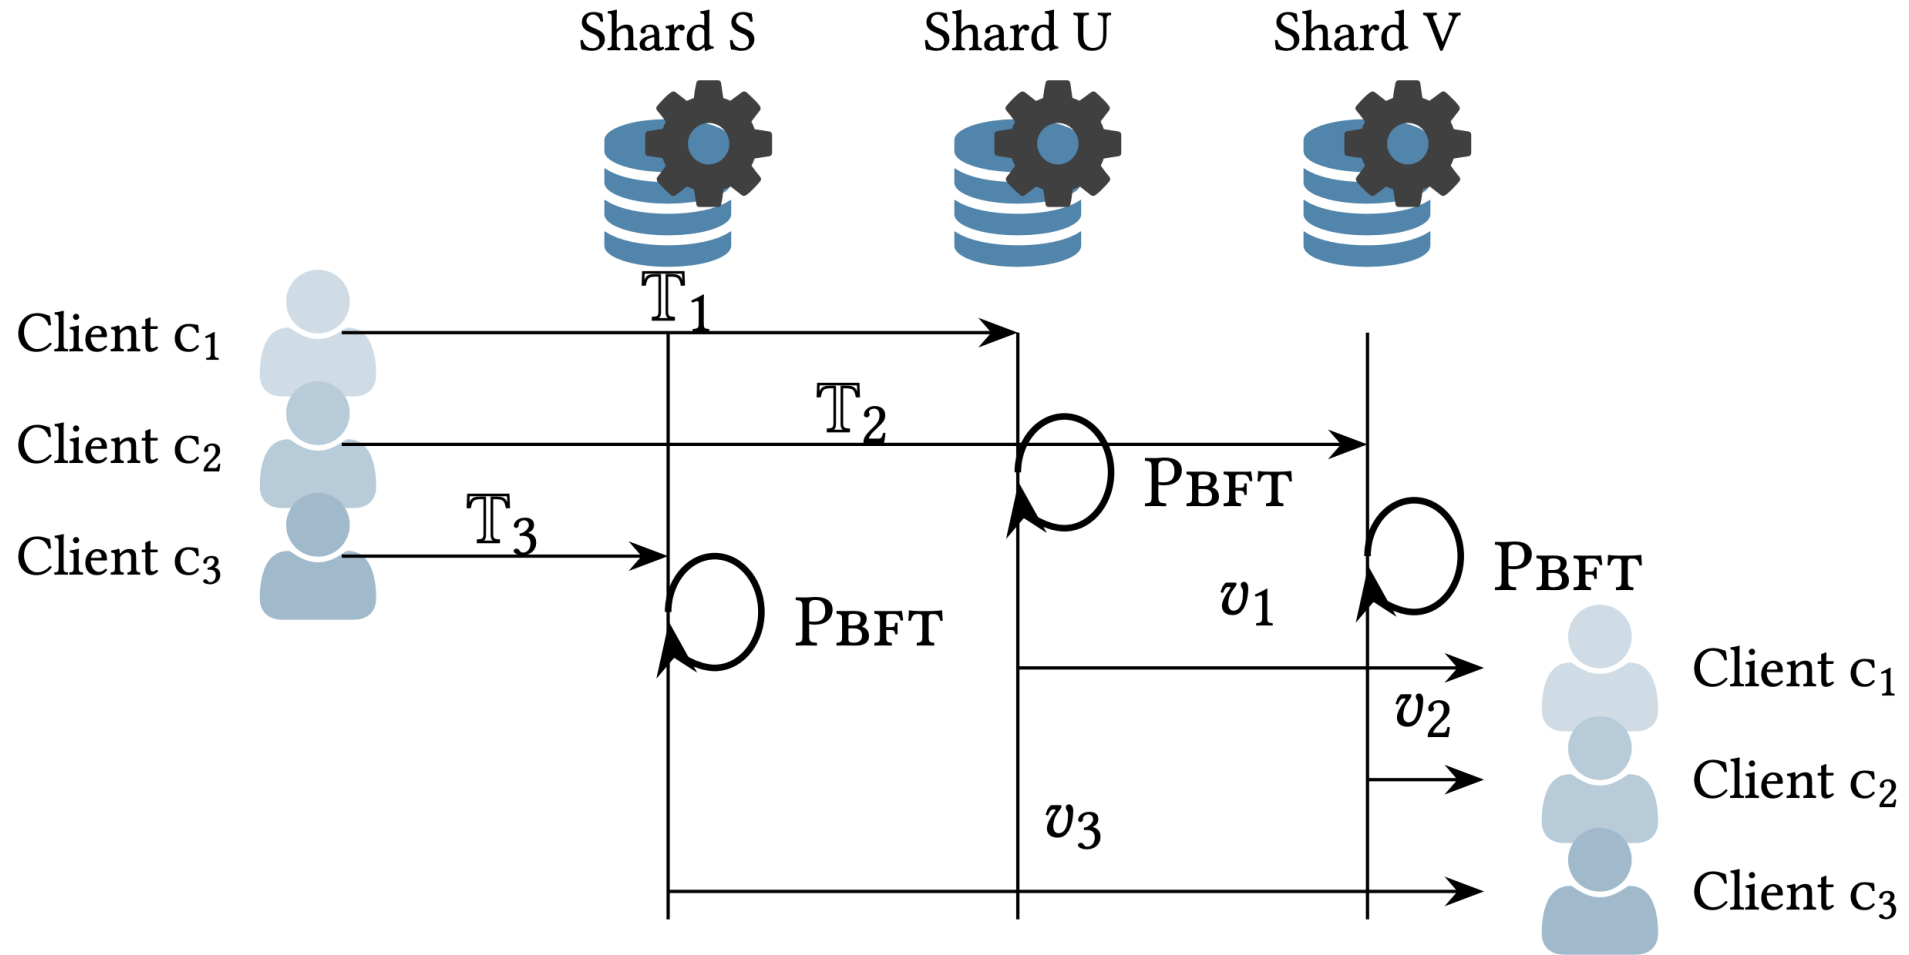 Shard S
Shard U
Shard V
𝕋1
Client c1
𝕋2
Client c2
PBFT
𝕋3
Client c3
PBFT
v1
PBFT
Client c1
v2
Client c2
v3
Client c3